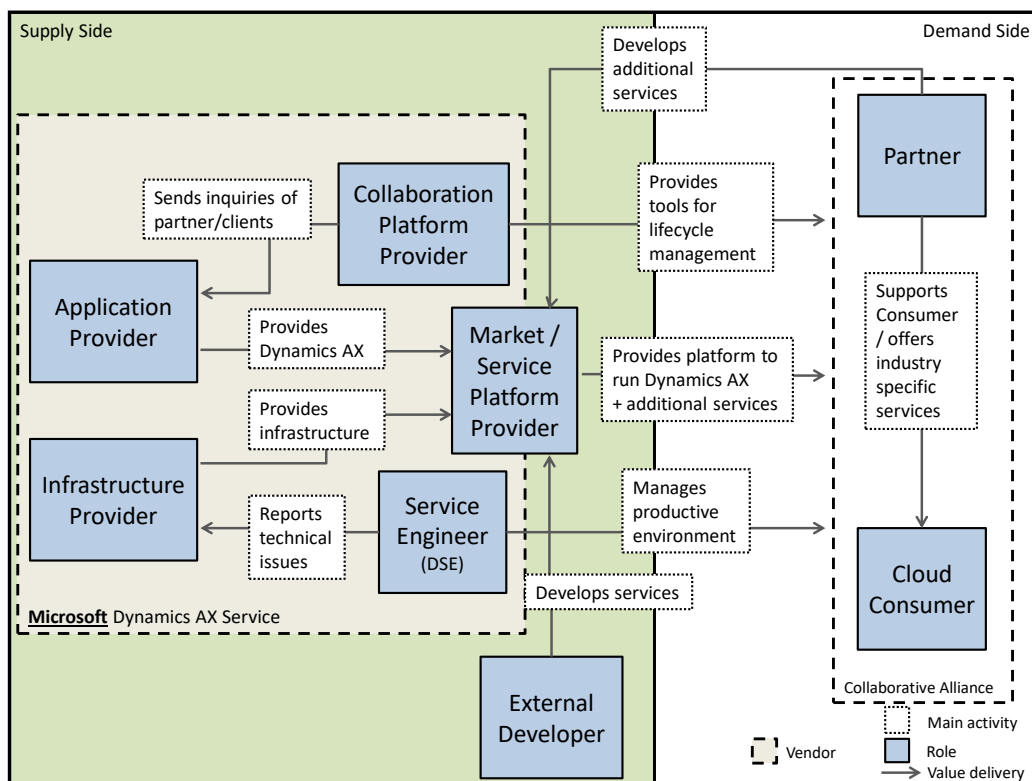 Supply Side
Demand Side
Develops
additional
services
Partner
Collaboration
Platform
Provider
Sends inquiries of
partner/clients
Provides
tools for
lifecycle
management
Application
Provider
Provides
Dynamics AX
Market /
Service
Platform
Provider
Provides platform to
run Dynamics AX
+ additional services
Supports
Consumer
/ offers
industry
specific
services
Provides
infrastructure
Infrastructure
Provider
Reports
technical
issues
Service
Engineer
(DSE)
Manages
productive
environment
Cloud
Consumer
Develops services
Microsoft Dynamics AX Service
External
Developer
Collaborative Alliance
Main activity
Vendor
Role
Value delivery